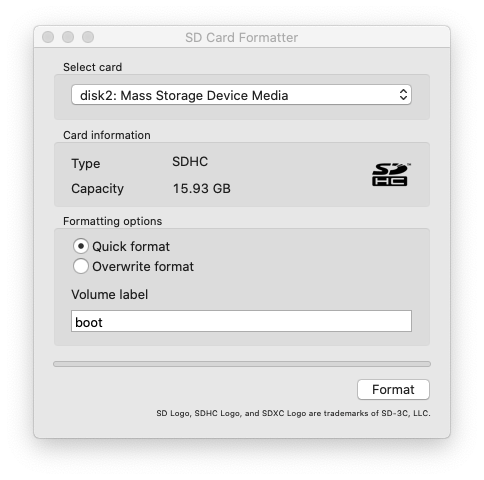 SD Card Formatter
Select card
disk2: Mass Storage Device Media
Card information
Type SDHC
SD HC ™
Capacity 15.93 GB
Formatting options
Quick format
Overwrite format
Volume label
boot
Format
SD Logo, SDHC Logo, and SDXC Logo are trademarks of SD-3C, LLC.